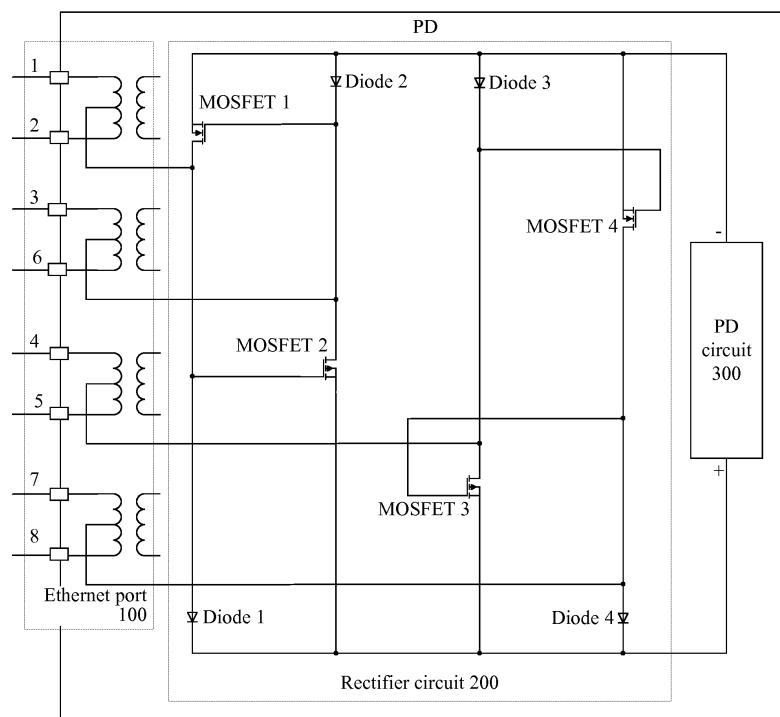 PD
1
Diode 2
Diode 3
MOSFET 1
2
3
MOSFET 4
-
6
PD
circuit
300
MOSFET 2
4
5
+
7
MOSFET 3
8
Ethernet port
100
Diode 1
Diode 4
Rectifier circuit 200